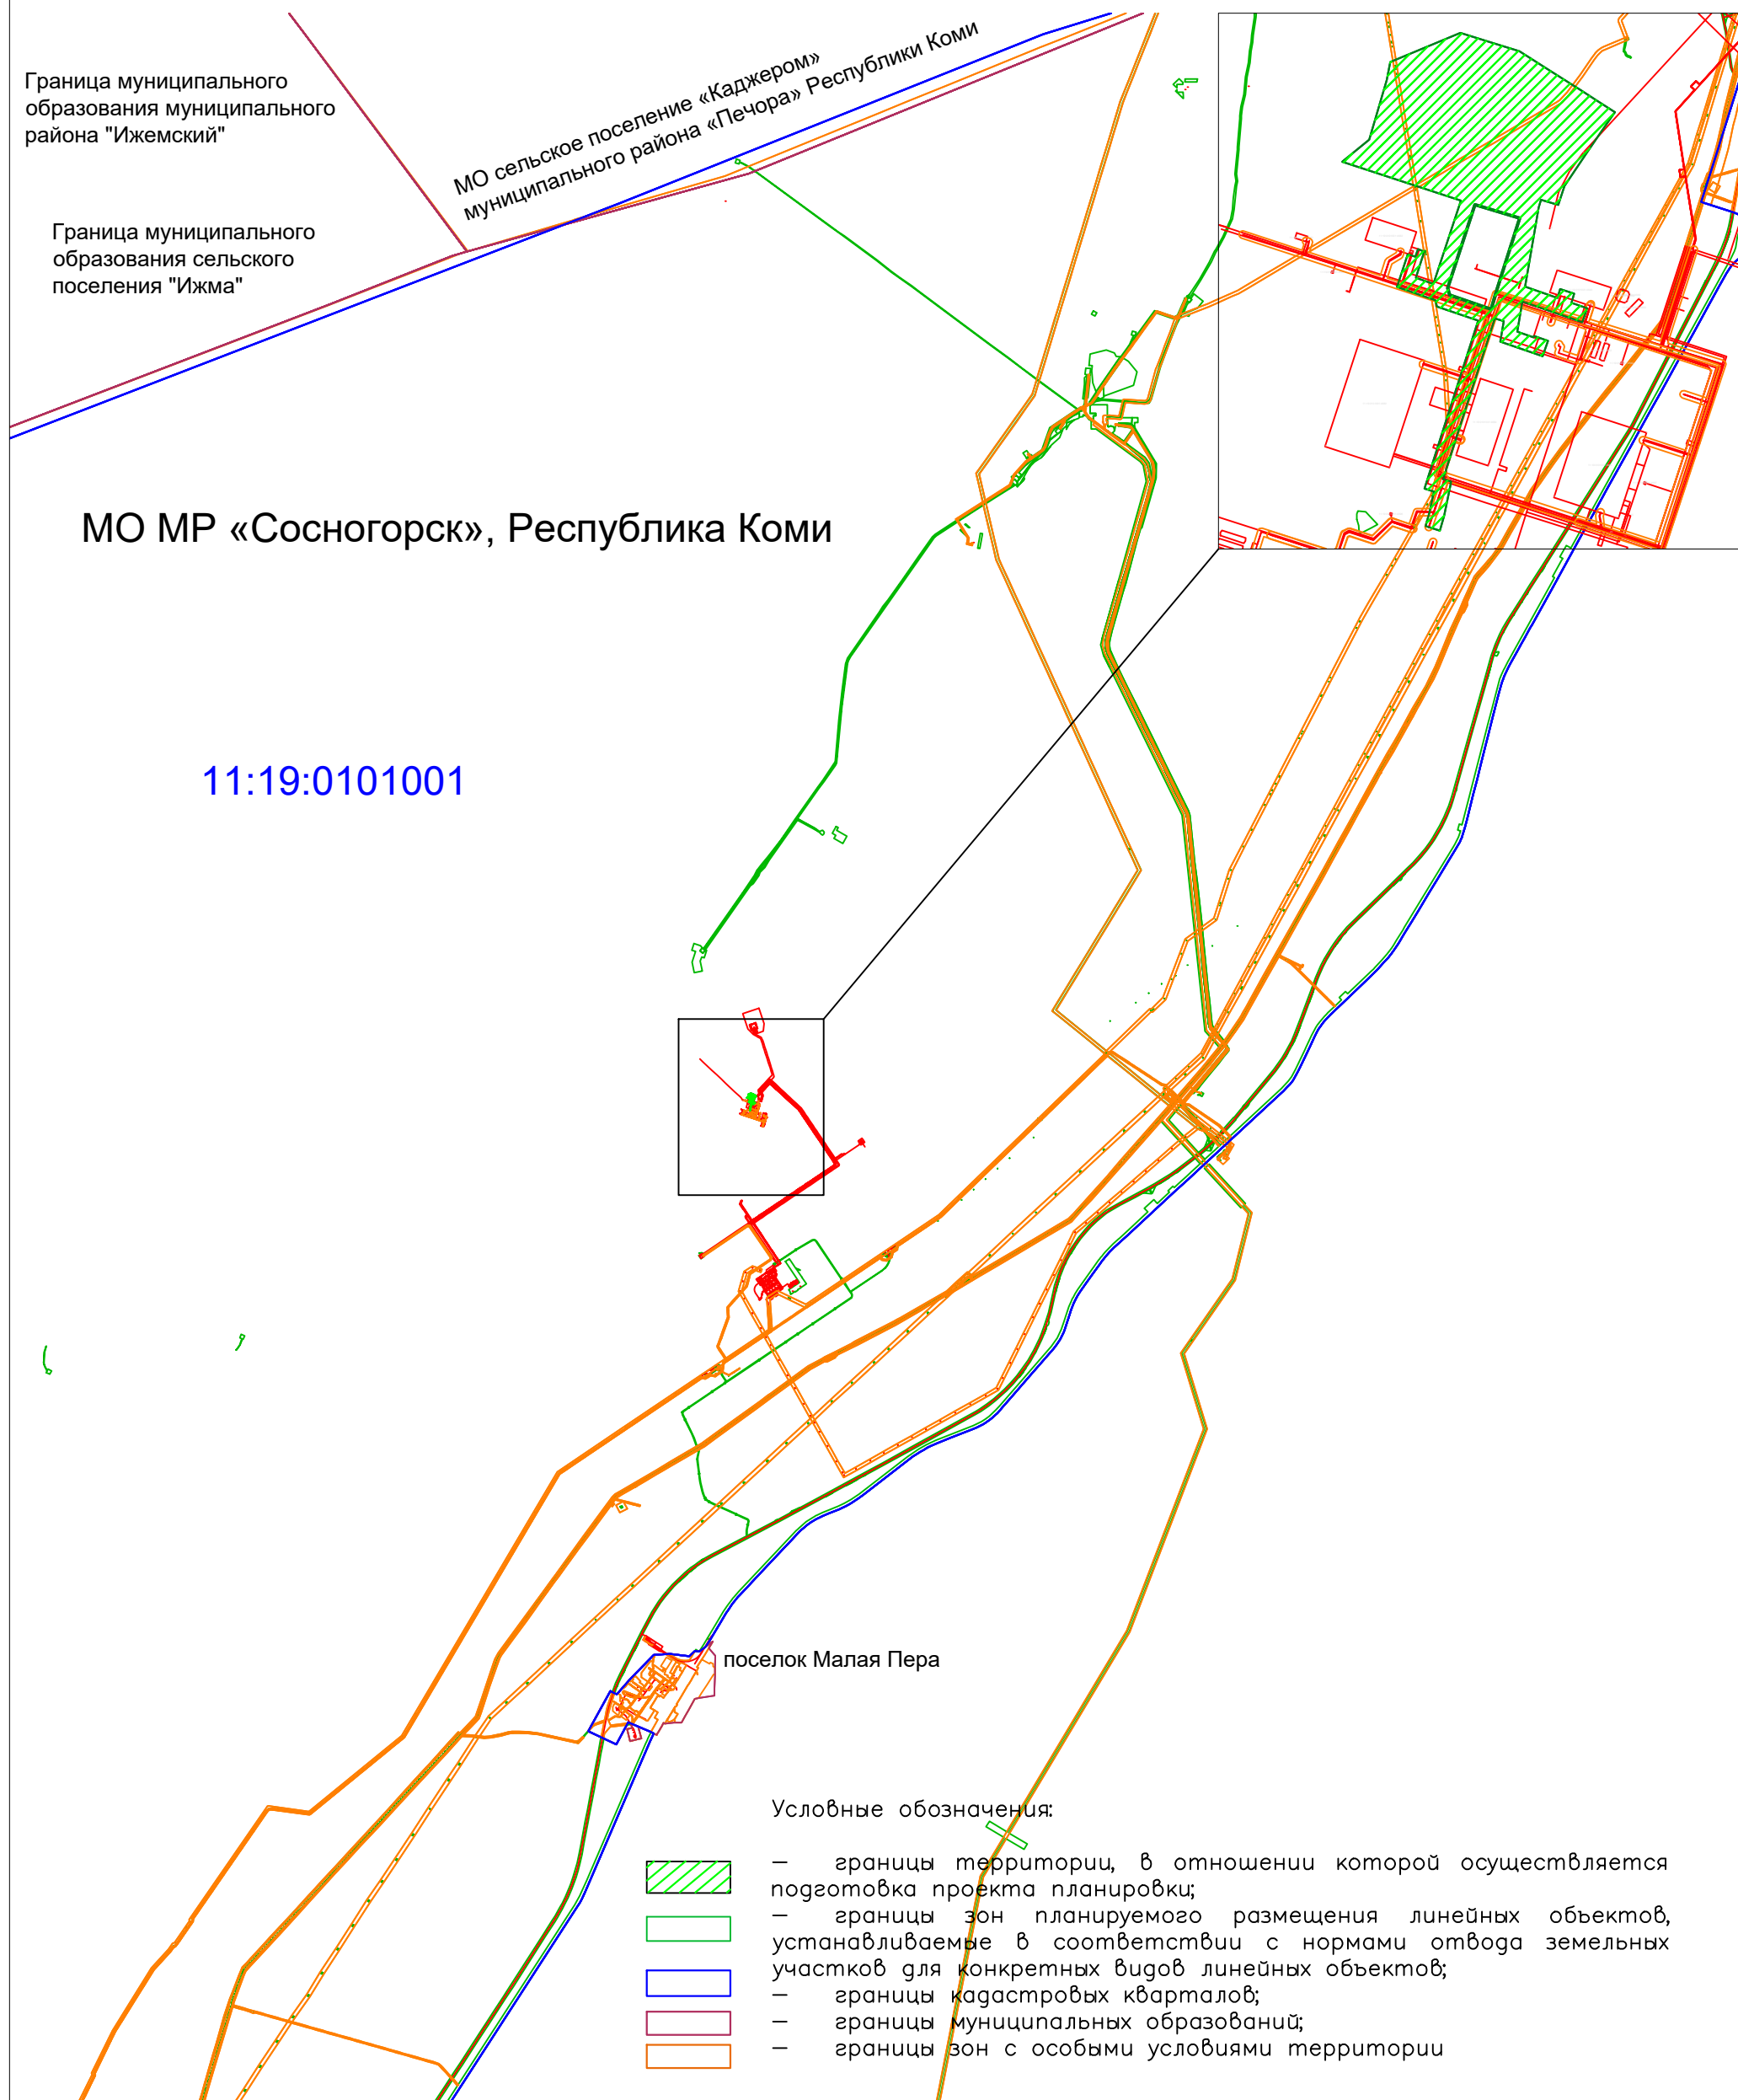 Граница муниципального
образования муниципального
района "Ижемский"
МО сельское поселение «Каджером»
муниципального района «Печора» Республики Коми
Граница муниципального
образования сельского
поселения "Ижма"
МО МР «Сосногорск», Республика Коми
11:19:0101001
поселок Малая Пера
Условные обозначения:
– границы территории, в отношении которой осуществляется
подготовка проекта планировки;
– границы зон планируемого размещения линейных объектов,
устанавливаемые в соответствии с нормами отвода земельных
участков для конкретных видов линейных объектов;
– границы кадастровых кварталов;
– границы муниципальных образований;
– границы зон с особыми условиями территории